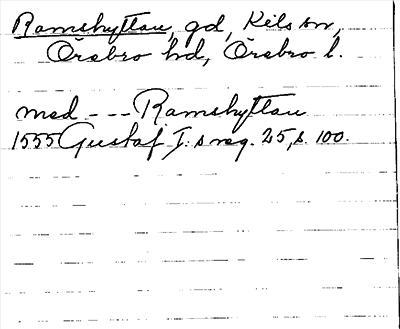 Ramshyttan, gd, Kils sn,
Örebro hd, Örebro l.
med --- Ramshyttan
1555 Gustaf I:s reg. 25, s. 100.